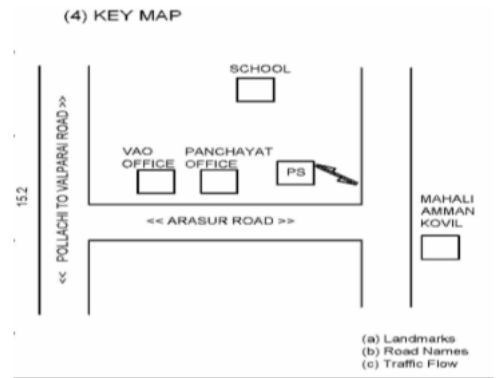 (4) KEY MAP
SCHOOL
VAO
OFFICE
PANCHAYAT
OFFICE
PS
<< POLLACHI TO VALPARAI ROAD >>
15.2
<< ARASUR ROAD >>
MAHALI
AMMAN
KOVIL
(a) Landmarks
(b) Road Names
(c) Traffic Flow